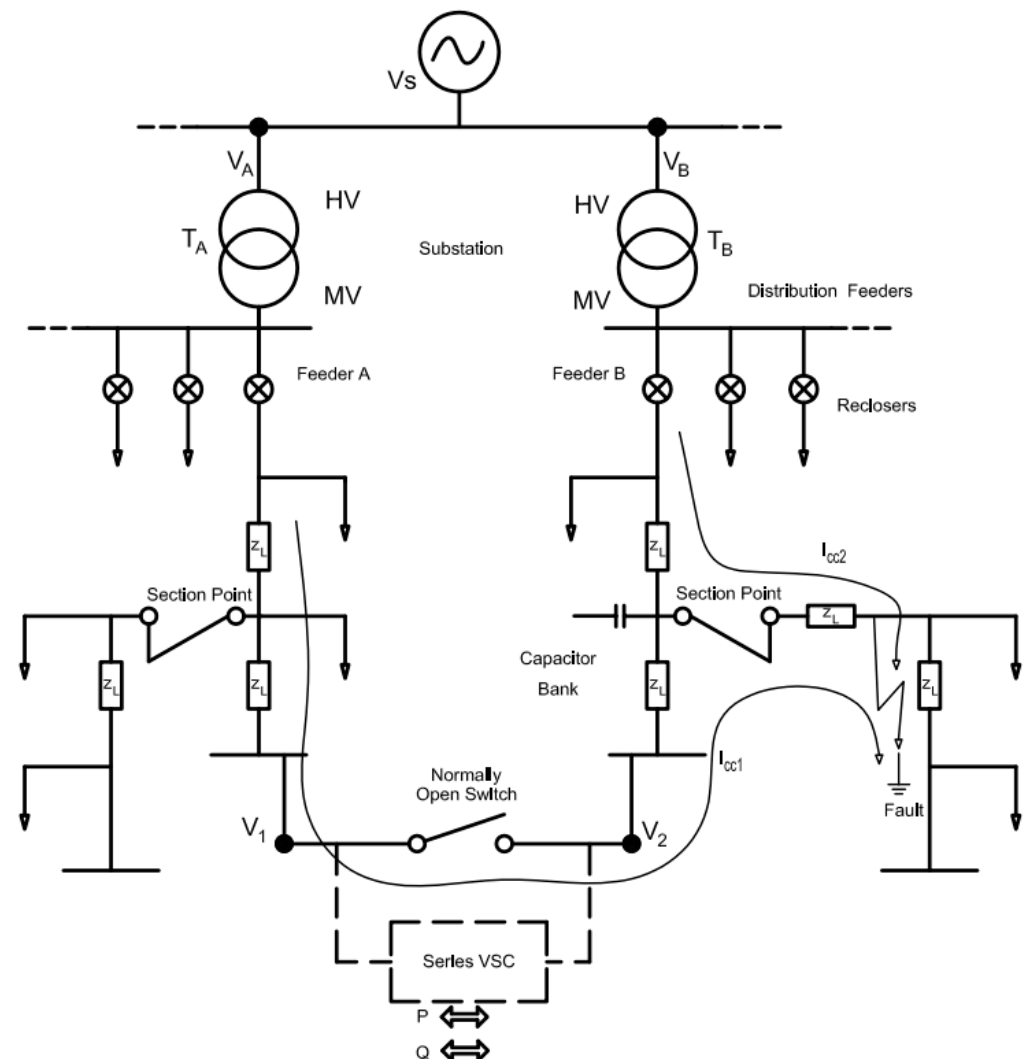 Vs
VA
VB
HV
HV
TA
Substation
TB
MV
MV
Distribution Feeders
Feeder A
Feeder B
Reclosers
ZL
ZL
Icc2
Section Point
Section Point
ZL
ZL
ZL
Capacitor
Bank
ZL
ZL
ZL
Icc1
Normally
Open Switch
Fault
V1
V2
Series VSC
P
Q